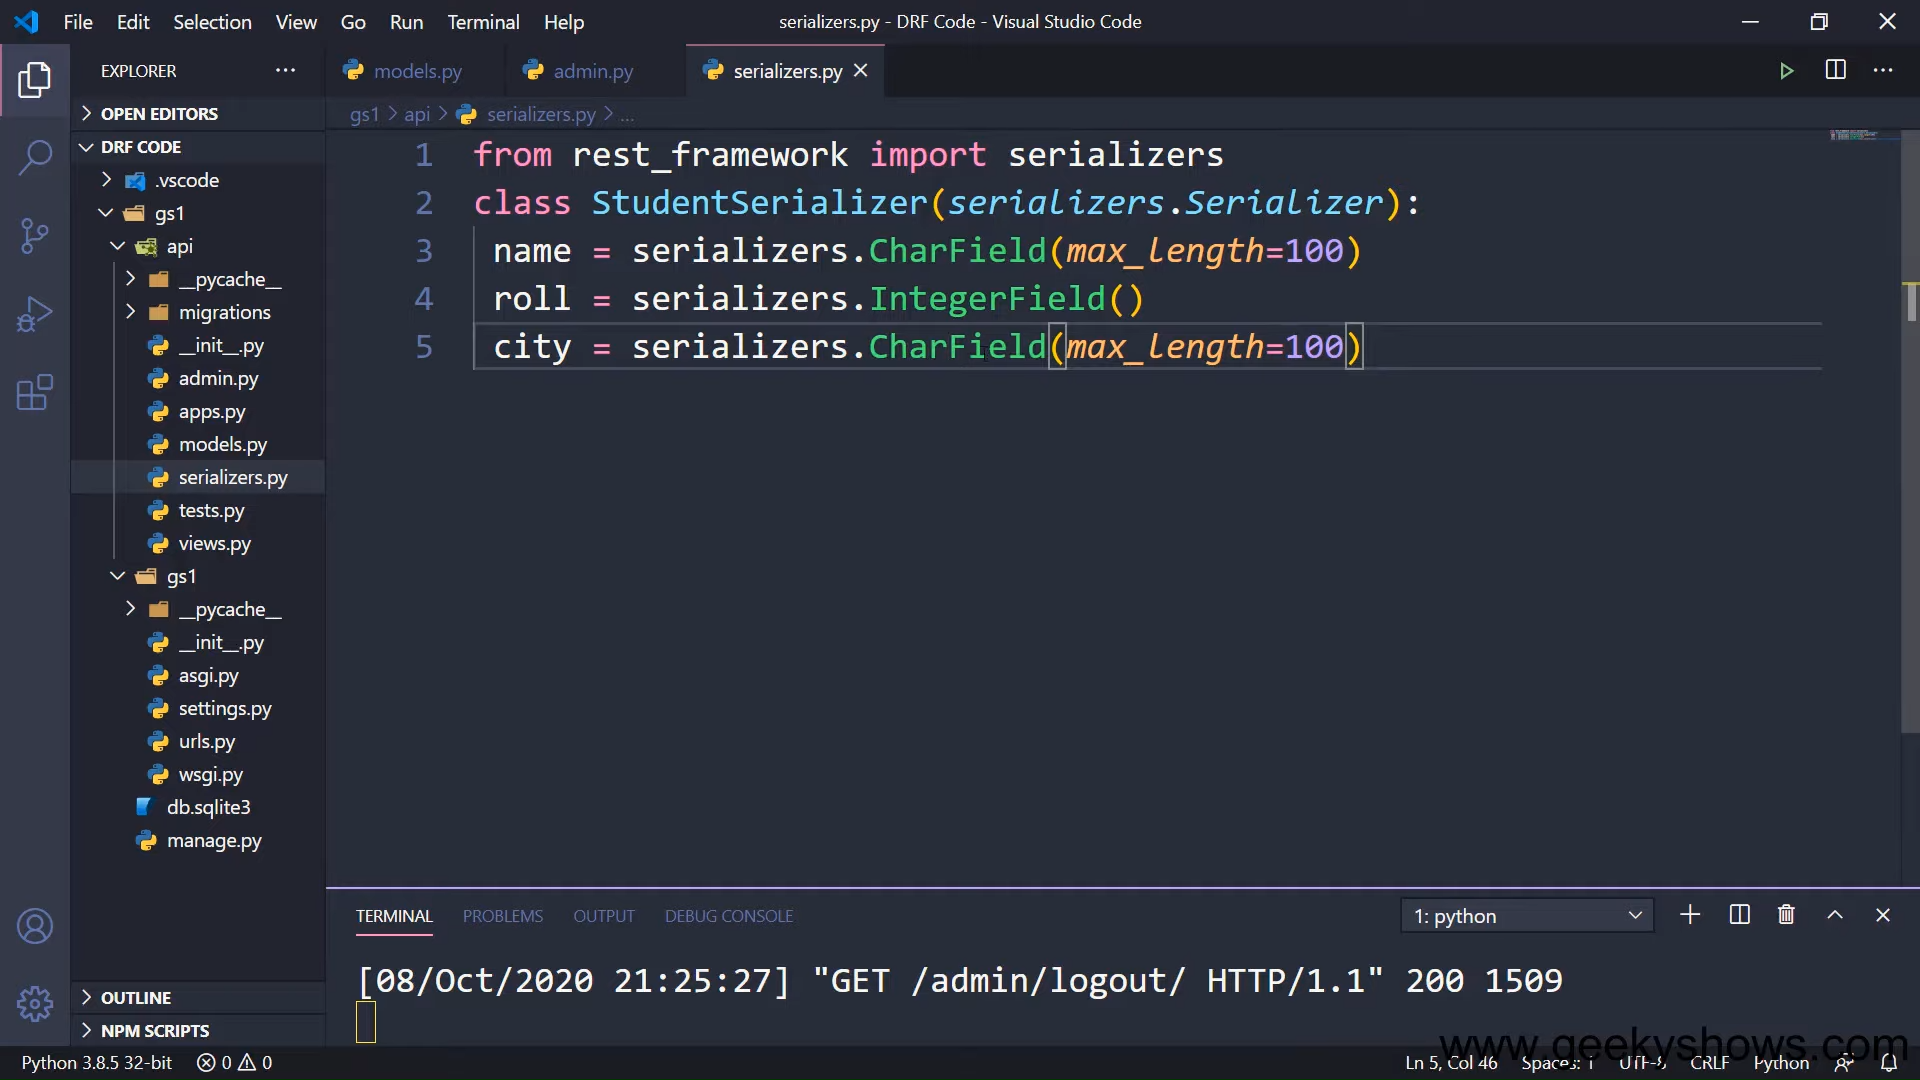 File Edit Selection View Go Run Terminal Help serializers.py - DRF Code - Visual Studio Code
EXPLORER
models.py admin.py serializers.py
OPEN EDITORS
gs1 > api > serializers.py > ...
DRF CODE
.vscode
gs1
api
__pycache__
migrations
__init__.py
admin.py
apps.py
models.py
serializers.py
tests.py
views.py
gs1
__pycache__
__init__.py
asgi.py
settings.py
urls.py
wsgi.py
db.sqlite3
manage.py
OUTLINE
NPM SCRIPTS
1 from rest_framework import serializers
2 class StudentSerializer(serializers.Serializer):
3 name = serializers.CharField(max_length=100)
4 roll = serializers.IntegerField()
5 city = serializers.CharField(max_length=100)
TERMINAL PROBLEMS OUTPUT DEBUG CONSOLE 1: python
[08/Oct/2020 21:25:27] "GET /admin/logout/ HTTP/1.1" 200 1509
www.geekyshows.com
Python 3.8.5 32-bit 0 0 Ln 5, Col 46 Spaces: 1 UTF-8 CRLF Python